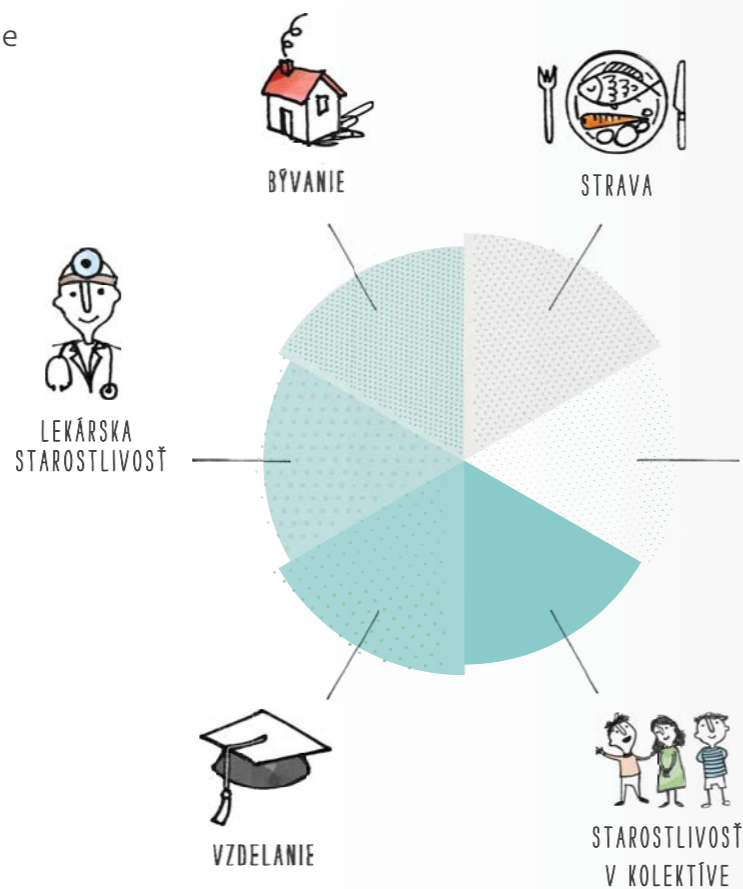 e
BÝVANIE
STRAVA
LEKÁRSKA
STAROSTLIVOSŤ
VZDELANIE
STAROSTLIVOSŤ
V KOLEKTÍVE